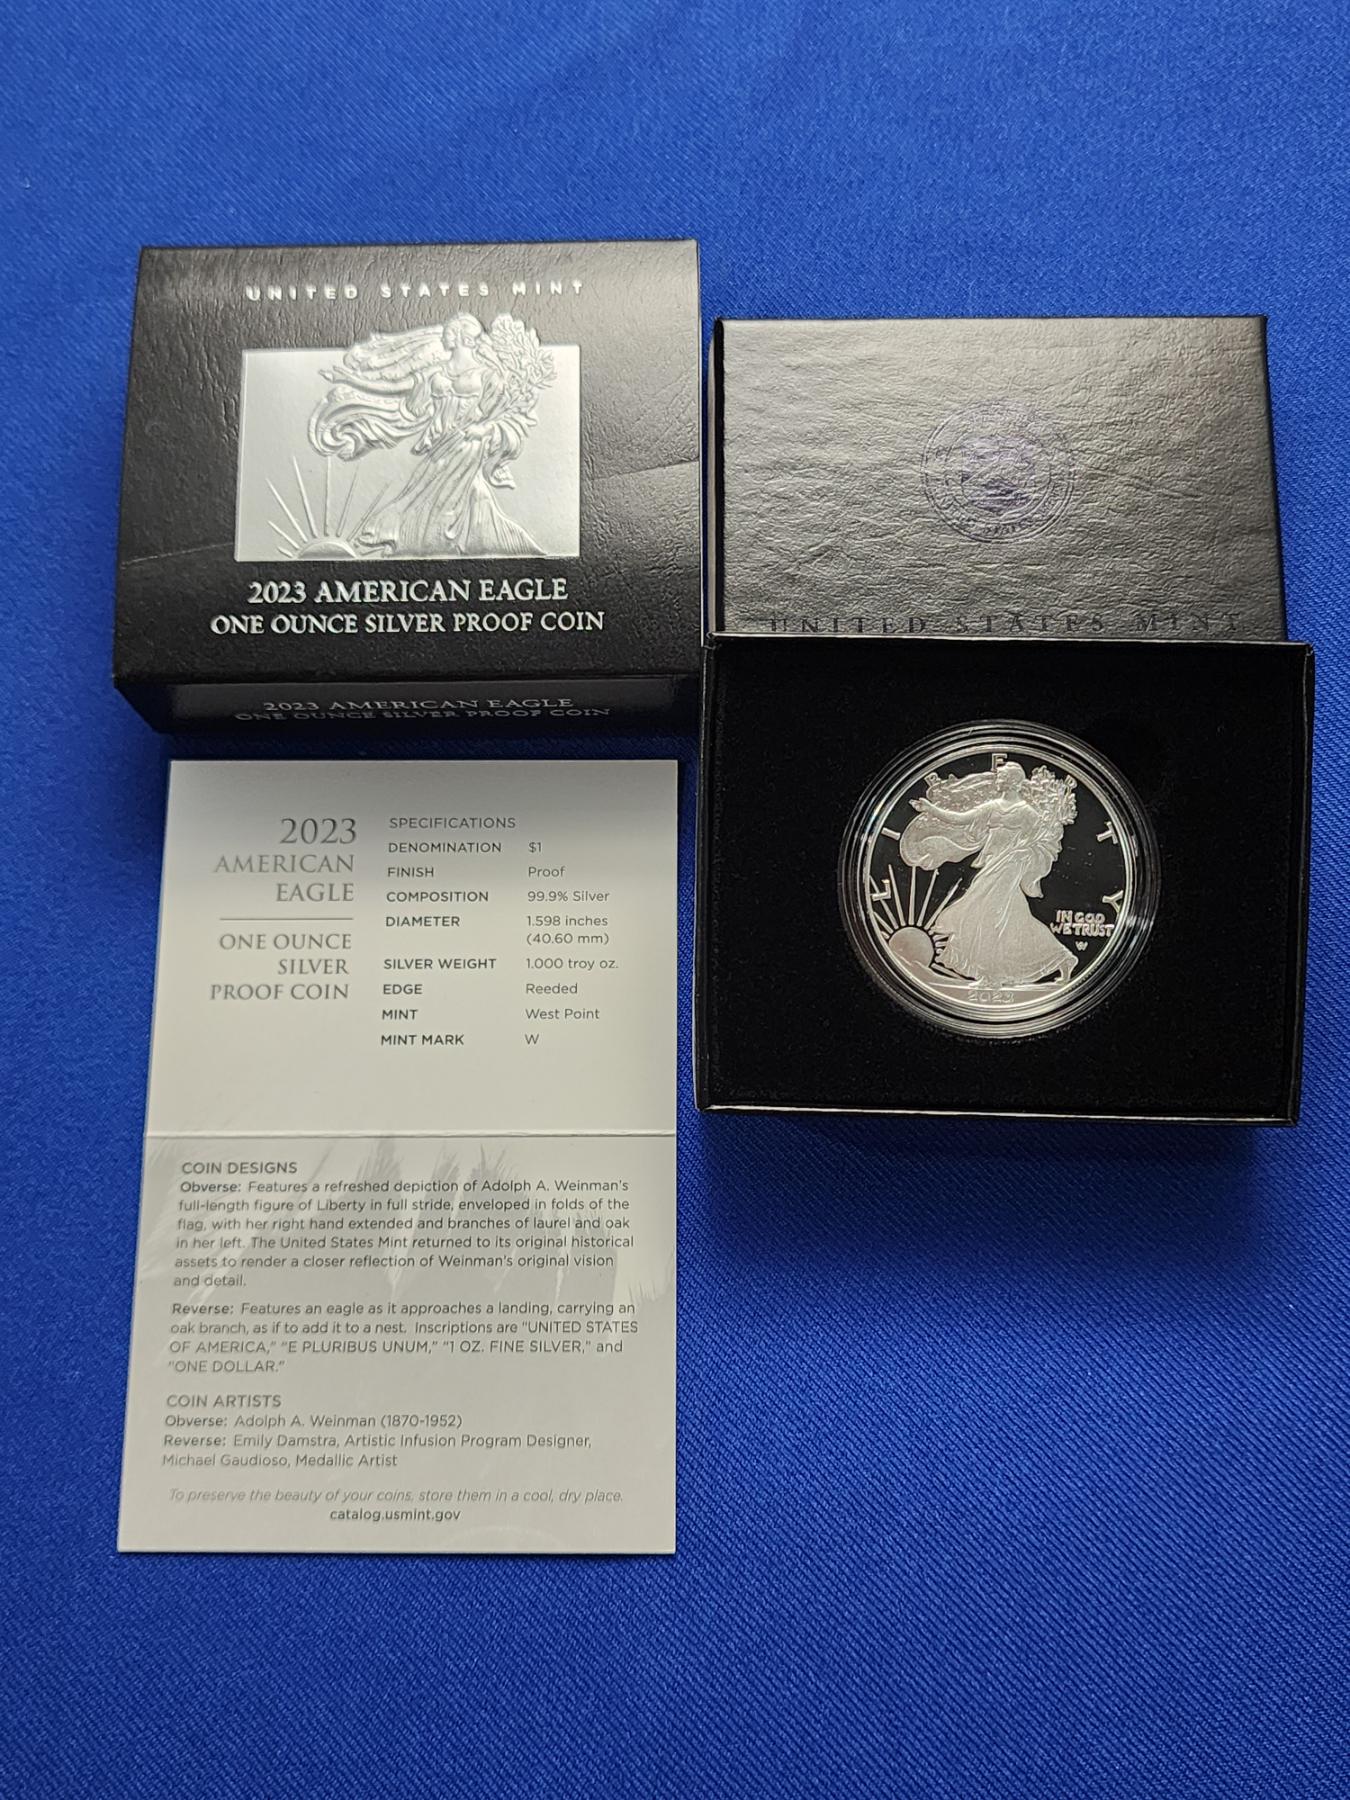 UNITED STATES MINT
2023 AMERICAN EAGLE
ONE OUNCE SILVER PROOF COIN
2023 AMERICAN EAGLE
ONE OUNCE SILVER PROOF COIN
UNITED STATES MINT
LIBERTY
IN GOD
WE TRUST
W
2023
2023
AMERICAN
EAGLE
ONE OUNCE
SILVER
PROOF COIN
SPECIFICATIONS
DENOMINATION $1
FINISH Proof
COMPOSITION 99.9% Silver
DIAMETER 1.598 inches
(40.60 mm)
SILVER WEIGHT 1.000 troy oz.
EDGE Reeded
MINT West Point
MINT MARK W
COIN DESIGNS
Obverse: Features a refreshed depiction of Adolph A. Weinman's
full-length figure of Liberty in full stride, enveloped in folds of the
flag, with her right hand extended and branches of laurel and oak
in her left. The United States Mint returned to its original historical
assets to render a closer reflection of Weinman's original vision
and detail.
Reverse: Features an eagle as it approaches a landing, carrying an
oak branch, as if to add it to a nest. Inscriptions are "UNITED STATES
OF AMERICA," "E PLURIBUS UNUM," "1 OZ. FINE SILVER," and
"ONE DOLLAR."
COIN ARTISTS
Obverse: Adolph A. Weinman (1870-1952)
Reverse: Emily Damstra, Artistic Infusion Program Designer,
Michael Gaudioso, Medallic Artist
To preserve the beauty of your coins, store them in a cool, dry place.
catalog.usmint.gov